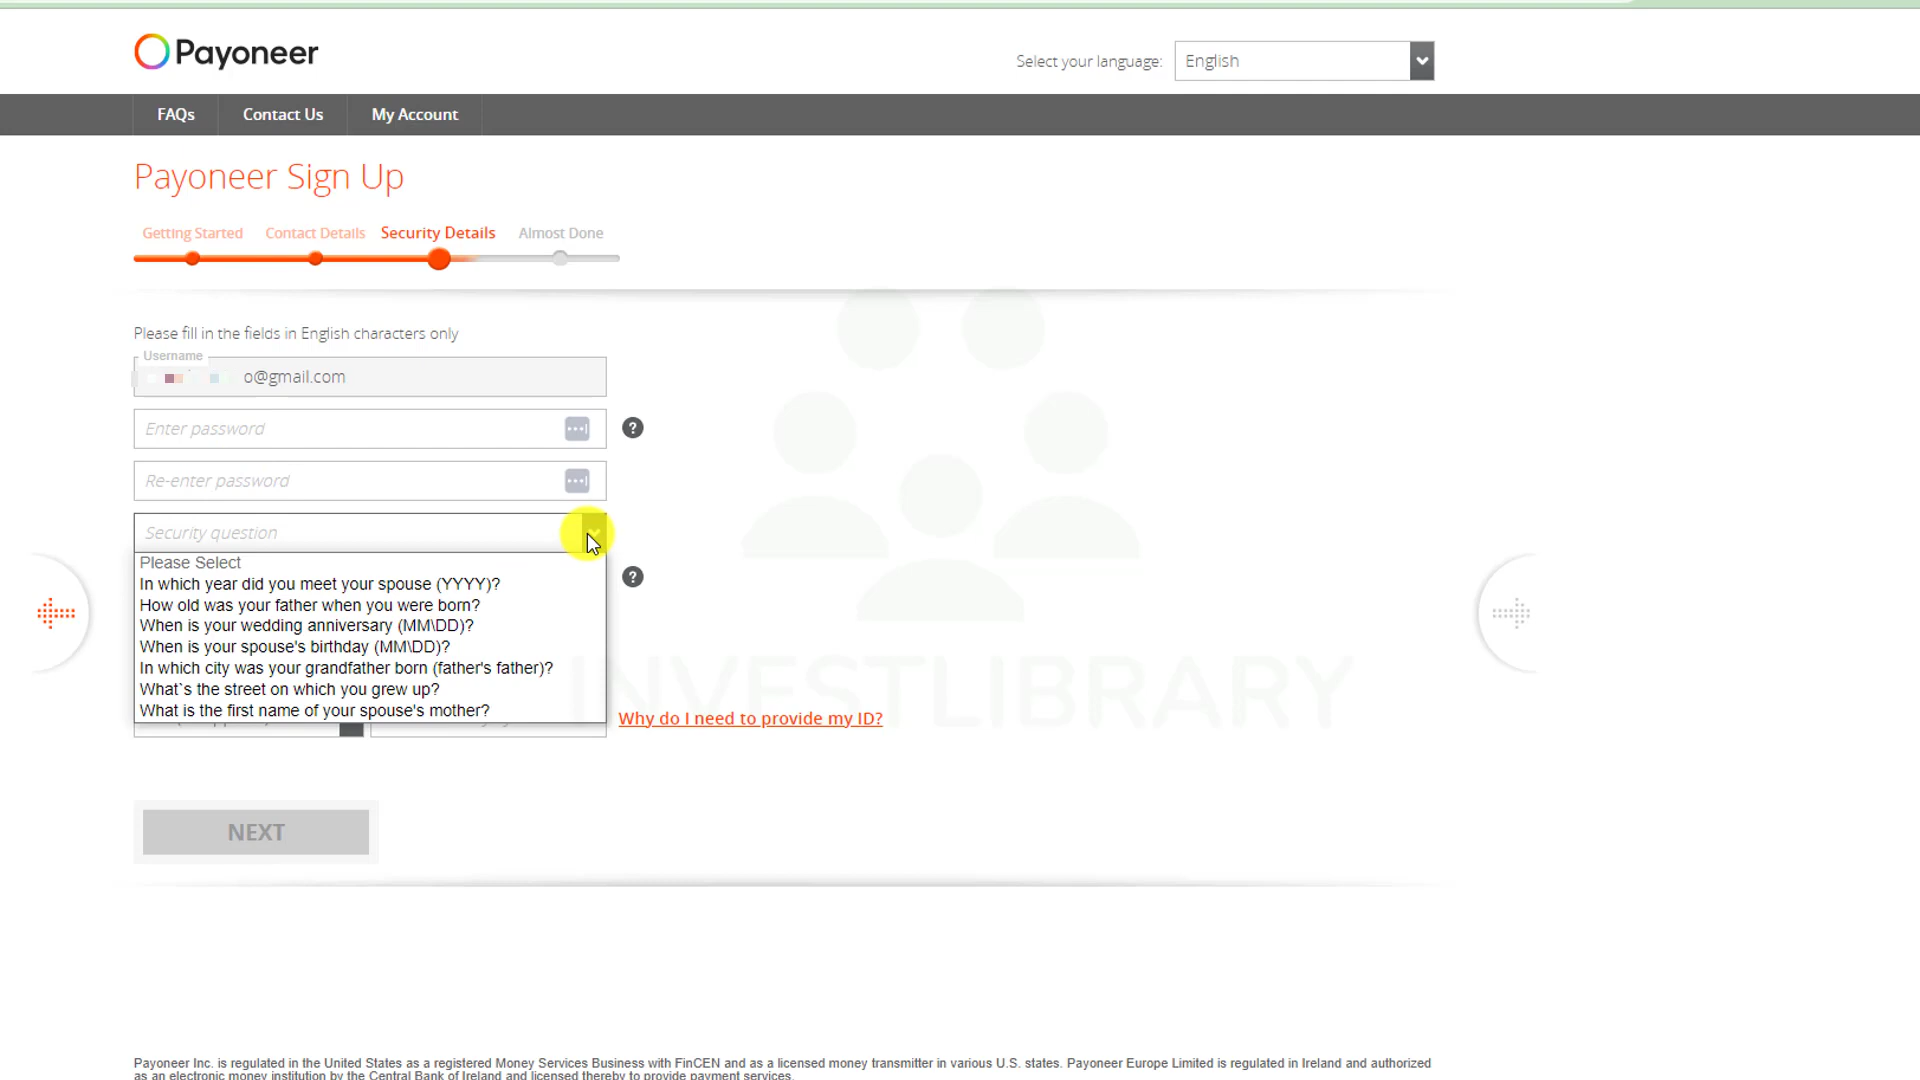 Payoneer
Select your language: English
FAQs Contact Us My Account
Payoneer Sign Up
Getting Started Contact Details Security Details Almost Done
Please fill in the fields in English characters only
Username
o@gmail.com
Enter password
?
Re-enter password
Security question
Please Select
In which year did you meet your spouse (YYYY)?
?
How old was your father when you were born?
When is your wedding anniversary (MM\DD)?
When is your spouse's birthday (MM\DD)?
In which city was your grandfather born (father's father)?
What`s the street on which you grew up?
What is the first name of your spouse's mother?
Why do I need to provide my ID?
INVESTLIBRARY
NEXT
Payoneer Inc. is regulated in the United States as a registered Money Services Business with FinCEN and as a licensed money transmitter in various U.S. states. Payoneer Europe Limited is regulated in Ireland and authorized
as an electronic money institution by the Central Bank of Ireland and licensed thereby to provide payment services.